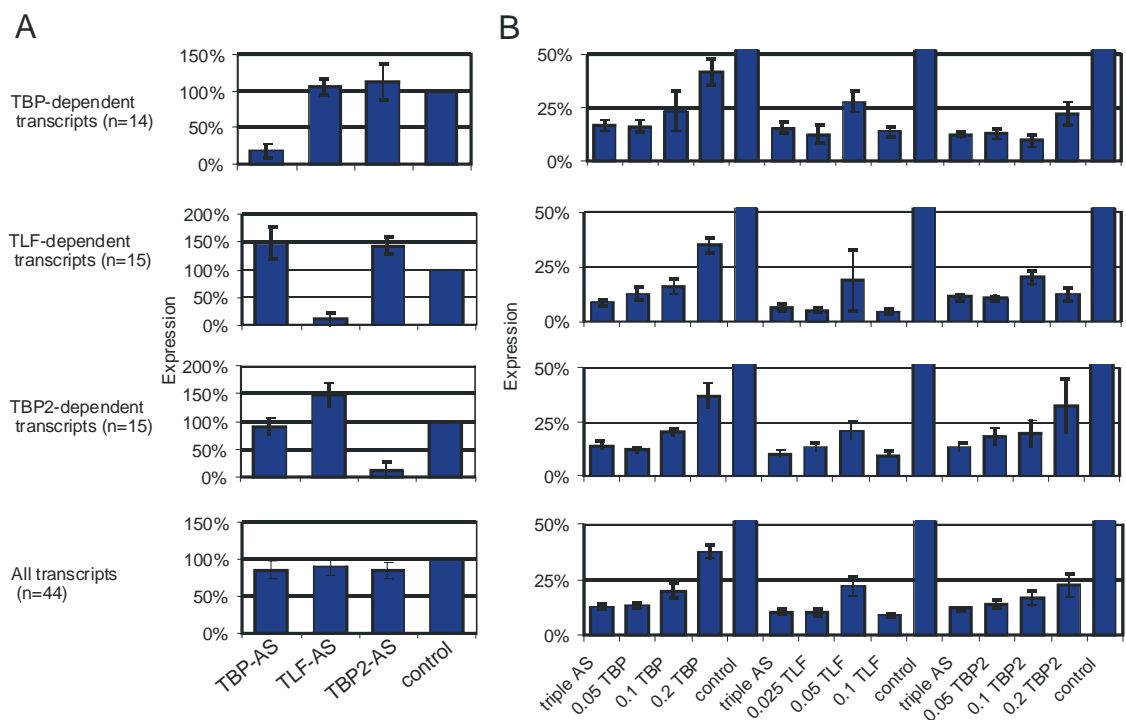 A
B
TBP-dependent
transcripts (n=14)
150%
100%
50%
0%
50%
25%
0%
TLF-dependent
transcripts (n=15)
200%
150%
100%
50%
0%
50%
25%
0%
Expression
Expression
TBP2-dependent
transcripts (n=15)
200%
150%
100%
50%
0%
50%
25%
0%
All transcripts
(n=44)
150%
100%
50%
0%
50%
25%
0%
TBP-AS
TLF-AS
TBP2-AS
control
triple AS
0.05 TBP
0.1 TBP
0.2 TBP
control
triple AS
0.025 TLF
0.05 TLF
0.1 TLF
control
triple AS
0.05 TBP2
0.1 TBP2
0.2 TBP2
control